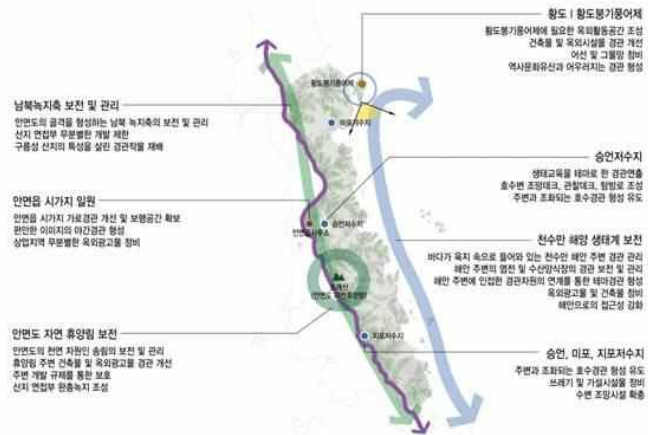 황도 | 황도붕기풍어제
황도붕기풍어제에 필요한 옥외활동공간 조성
건축물 및 옥외시설물 경관 개선
어선 및 그물망 정비
역사문화유산과 어우러지는 경관 형성
황도붕기풍어제
남북녹지축 보전 및 관리
안면도의 골격을 형성하는 남북 녹지축의 보전 및 관리
산지 연접부 무분별한 개발 제한
구릉성 산지의 특성을 살린 경관작물 재배
미포저수지
승언저수지
생태교육을 테마로 한 경관연출
호수변 조망데크, 관찰데크, 탐방로 조성
주변과 조화되는 호수경관 형성 유도
안면읍 시가지 일원
안면읍 시가지 가로경관 개선 및 보행공간 확보
편안한 이미지의 야간경관 형성
상업지역 무분별한 옥외광고물 정비
승언저수지
안면읍사무소
천수만 해양 생태계 보전
바다가 육지 속으로 들어와 있는 천수만 해안 주변 경관 관리
해안 주변의 염전 및 수산양식장의 경관 보전 및 관리
해안 주변에 인접한 경관자원의 연계를 통한 테마경관 형성
옥외광고물 및 건축물 정비
해안으로의 접근성 강화
(안면도 자연 휴양림)
안면도 자연 휴양림 보전
안면도의 천연 자원인 송림의 보전 및 관리
휴양림 주변 건축물 및 옥외광고물 경관 개선
주변 개발 규제를 통한 보호
산지 연접부 완충녹지 조성
지포저수지
승언, 미포, 지포저수지
주변과 조화되는 호수경관 형성 유도
쓰레기 및 가설시설물 정비
수변 조망시설 확충